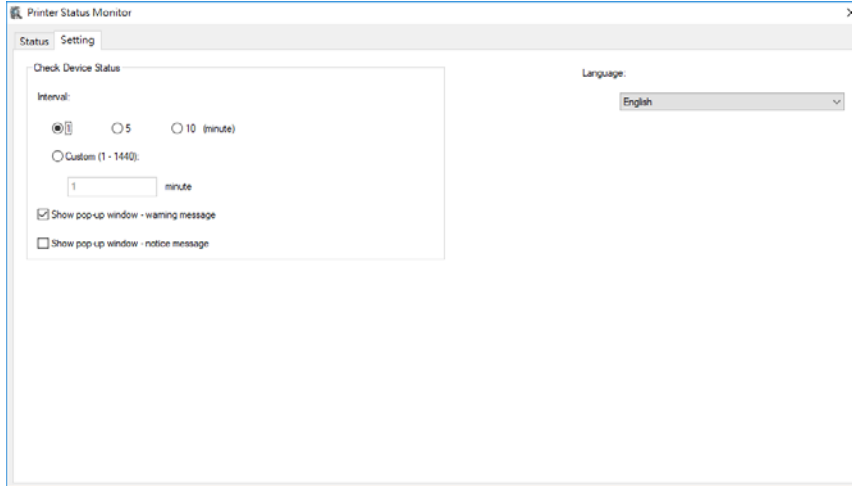 Printer Status Monitor
Status Setting
Check Device Status
Interval:
1 5 10 (minute)
Custom (1 - 1440):
1 minute
Show pop-up window - warning message
Show pop-up window - notice message
Language:
English